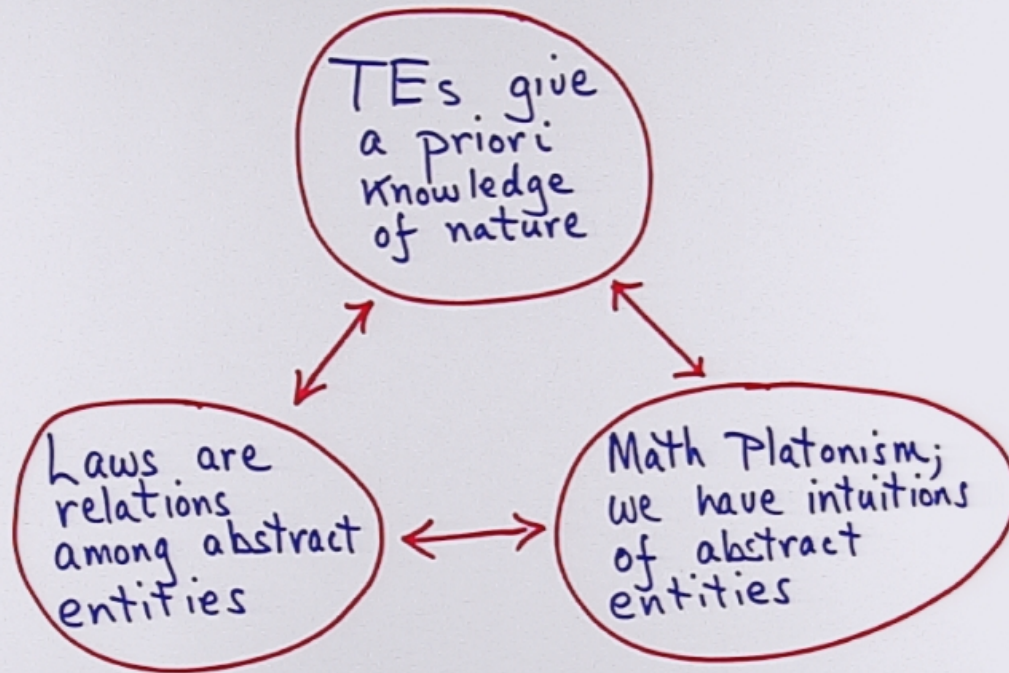 TEs give
a priori
Knowledge
of nature
Laws are
relations
among abstract
entities
Math Platonism;
we have intuitions
of abstract
entities